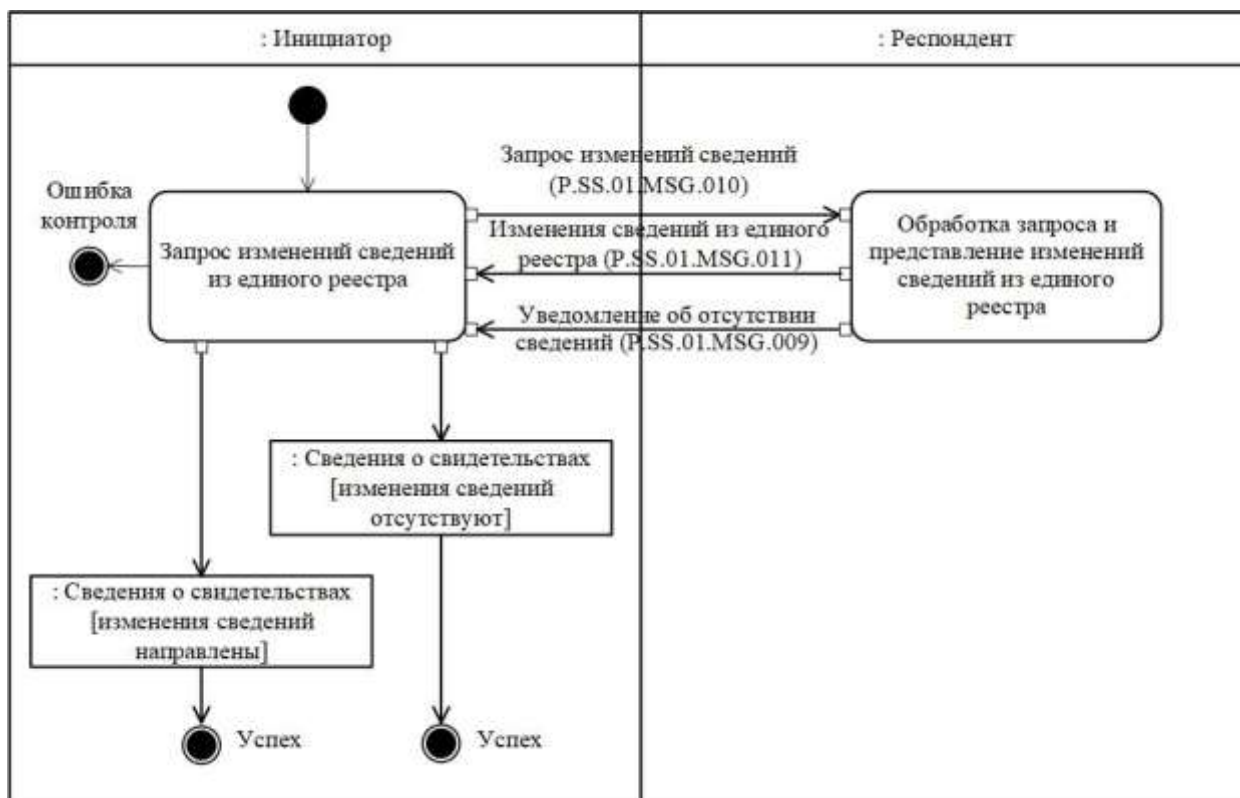 : Инициатор
: Респондент
Запрос изменений сведений
(P.SS.01.MSG.010)
Ошибка
контроля
Запрос изменений сведений
из единого реестра
Изменения сведений из единого
реестра (P.SS.01.MSG.011)
Уведомление об отсутствии
сведений (P.SS.01.MSG.009)
Обработка запроса и
представление изменений
сведений из единого
реестра
: Сведения о свидетельствах
[изменения сведений
отсутствуют]
: Сведения о свидетельствах
[изменения сведений
направлены]
Успех
Успех